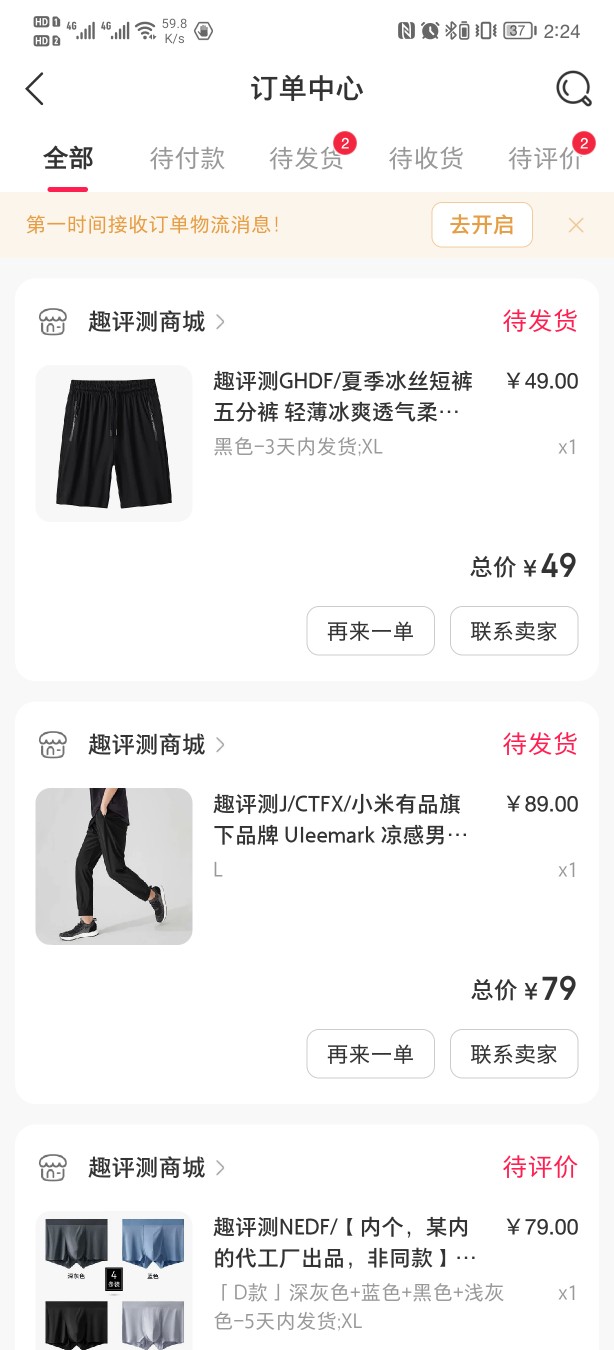 HD 1 4G 4G 59.8 K/s 37 2:24
HD 2
订单中心
全部 待付款 待发货 2 待收货 待评价 2
第一时间接收订单物流消息! 去开启
趣评测商城 待发货
趣评测GHDF/夏季冰丝短裤 ¥49.00
五分裤 轻薄冰爽透气柔…
黑色-3天内发货;XL x1
总价 ¥49
再来一单 联系卖家
趣评测商城 待发货
趣评测J/CTFX/小米有品旗 ¥89.00
下品牌 Uleemark 凉感男…
L x1
总价 ¥79
再来一单 联系卖家
趣评测商城 待评价
趣评测NEDF/【 内个，某内 ¥79.00
的代工厂出品，非同款 】…
「 D款 」深灰色+蓝色+黑色+浅灰 x1
色-5天内发货;XL
深灰色 4 条装 蓝色